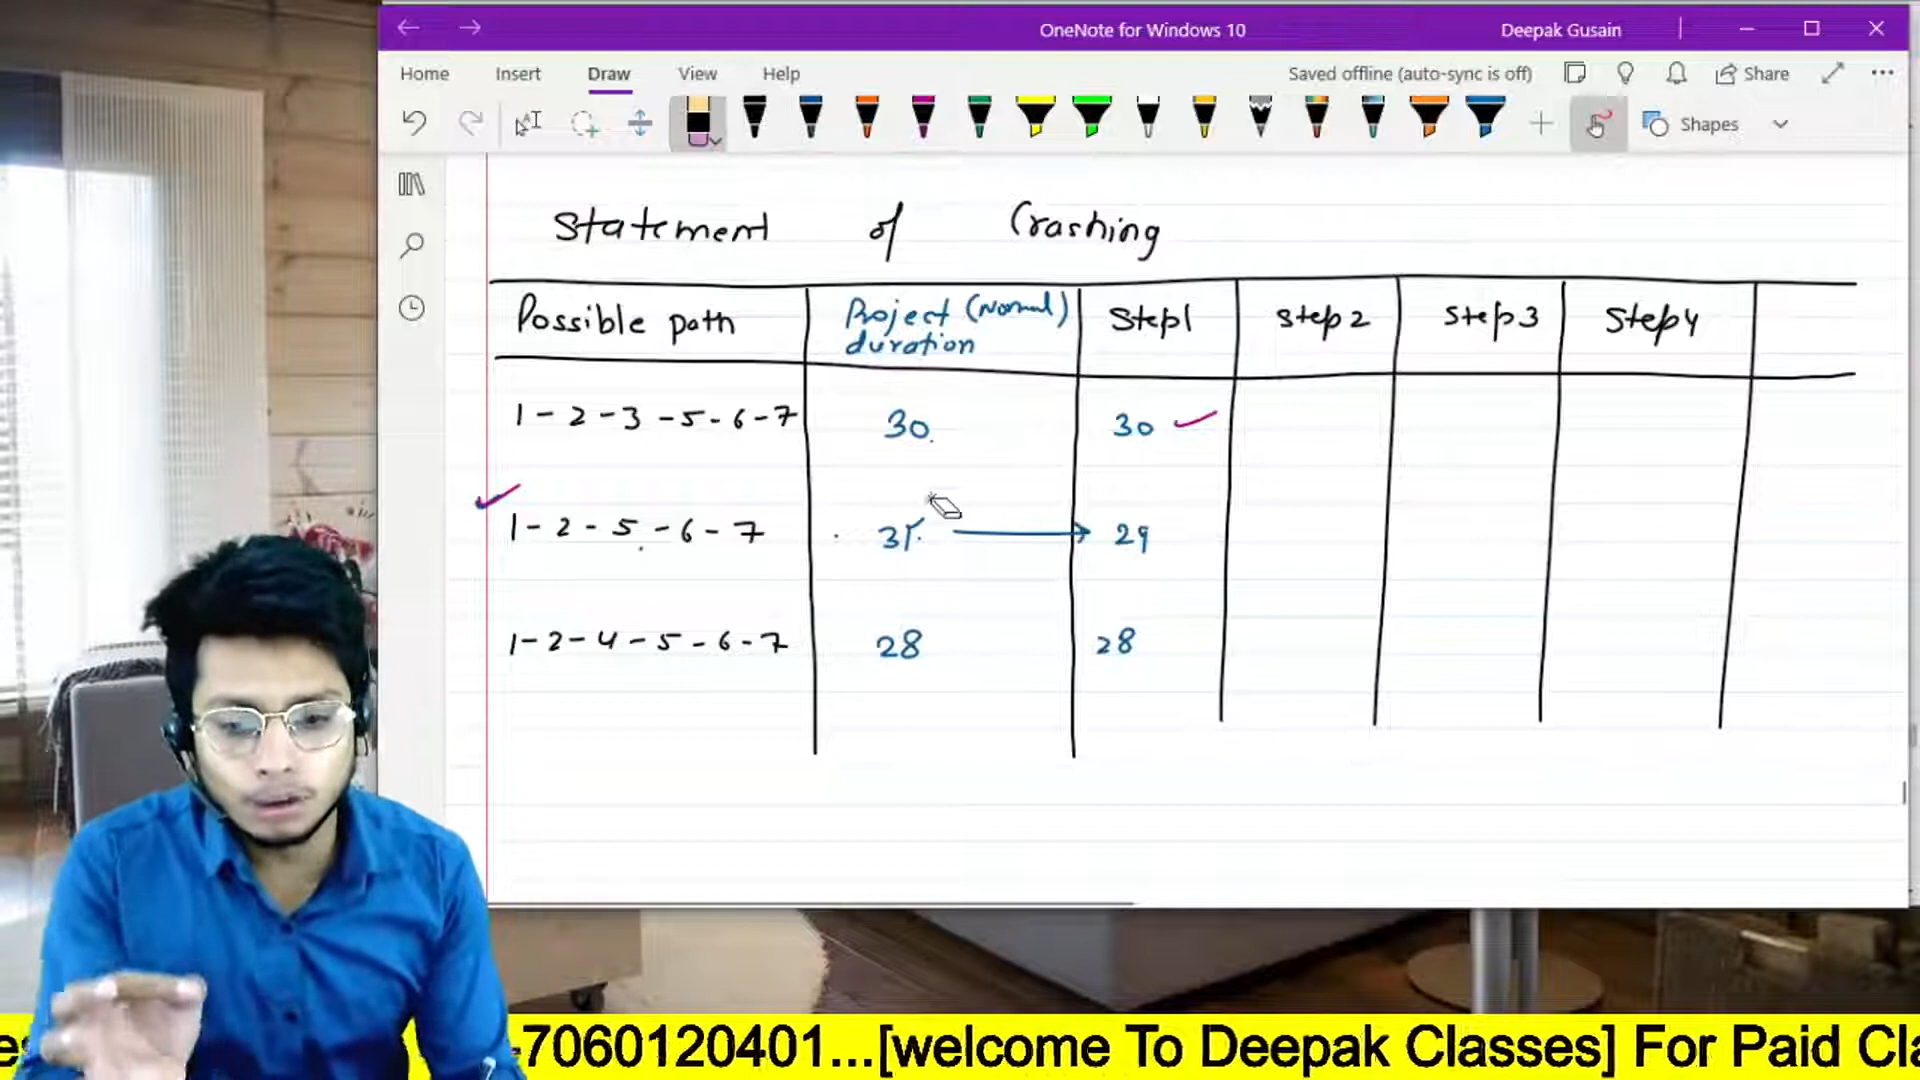 OneNote for Windows 10 Deepak Gusain
Home Insert Draw View Help Saved offline (auto-sync is off) Share
Shapes
Statement of Crashing
Possible path Project (Normal) duration Step1 Step2 Step3 Step4
1-2-3-5-6-7 30 30
1-2-5-6-7 31 29
1-2-4-5-6-7 28 28
-7060120401...[welcome To Deepak Classes] For Paid Cla